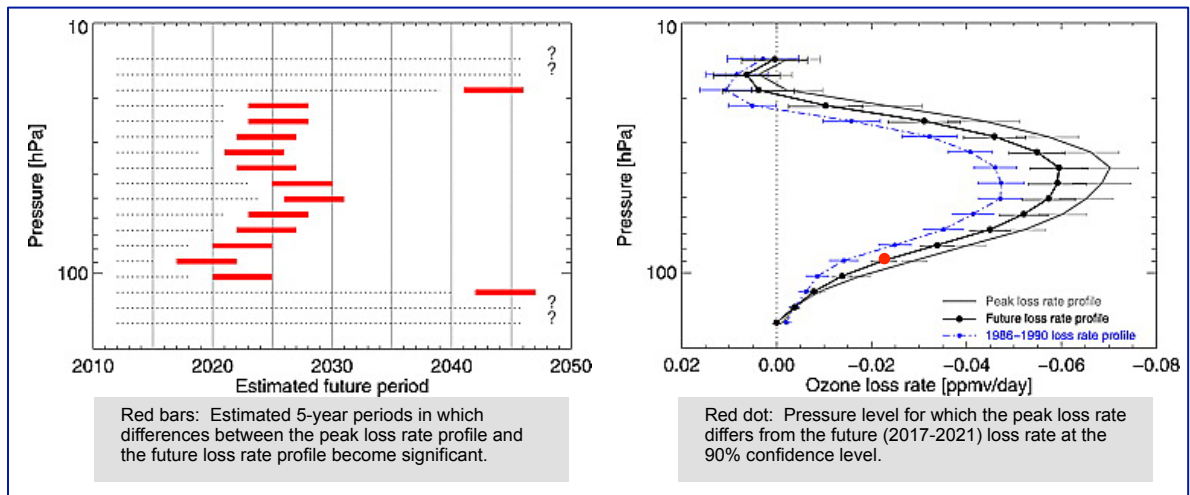 10
100
Pressure [hPa]
?
?
?
?
2010 2020 2030 2040 2050
Estimated future period
Red bars: Estimated 5-year periods in which
differences between the peak loss rate profile and
the future loss rate profile become significant.
10
100
Pressure [hPa]
Peak loss rate profile
Future loss rate profile
1986-1990 loss rate profile
0.02 0.00 -0.02 -0.04 -0.06 -0.08
Ozone loss rate [ppmv/day]
Red dot: Pressure level for which the peak loss rate
differs from the future (2017-2021) loss rate at the
90% confidence level.